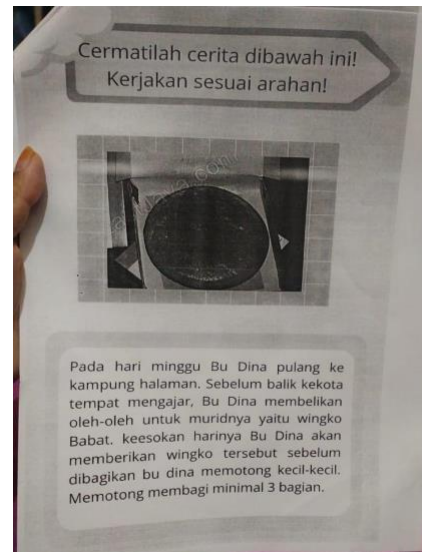 Cermatilah cerita dibawah ini!
Kerjakan sesuai arahan!
Pada hari minggu Bu Dina pulang ke
kampung halaman. Sebelum balik kekota
tempat mengajar, Bu Dina membelikan
oleh-oleh untuk muridnya yaitu wingko
Babat. keesokan harinya Bu Dina akan
memberikan wingko tersebut sebelum
dibagikan bu dina memotong kecil-kecil.
Memotong membagi minimal 3 bagian.